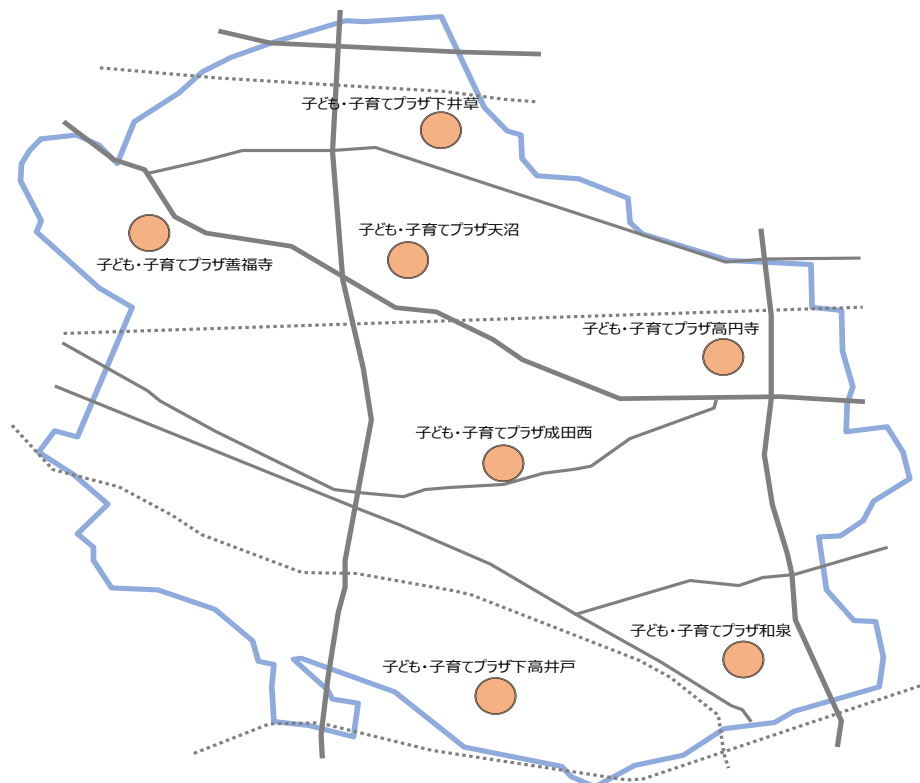 子ども・子育てプラザ下井草
子ども・子育てプラザ天沼
子ども・子育てプラザ善福寺
子ども・子育てプラザ高円寺
子ども・子育てプラザ成田西
子ども・子育てプラザ和泉
子ども・子育てプラザ下高井戸